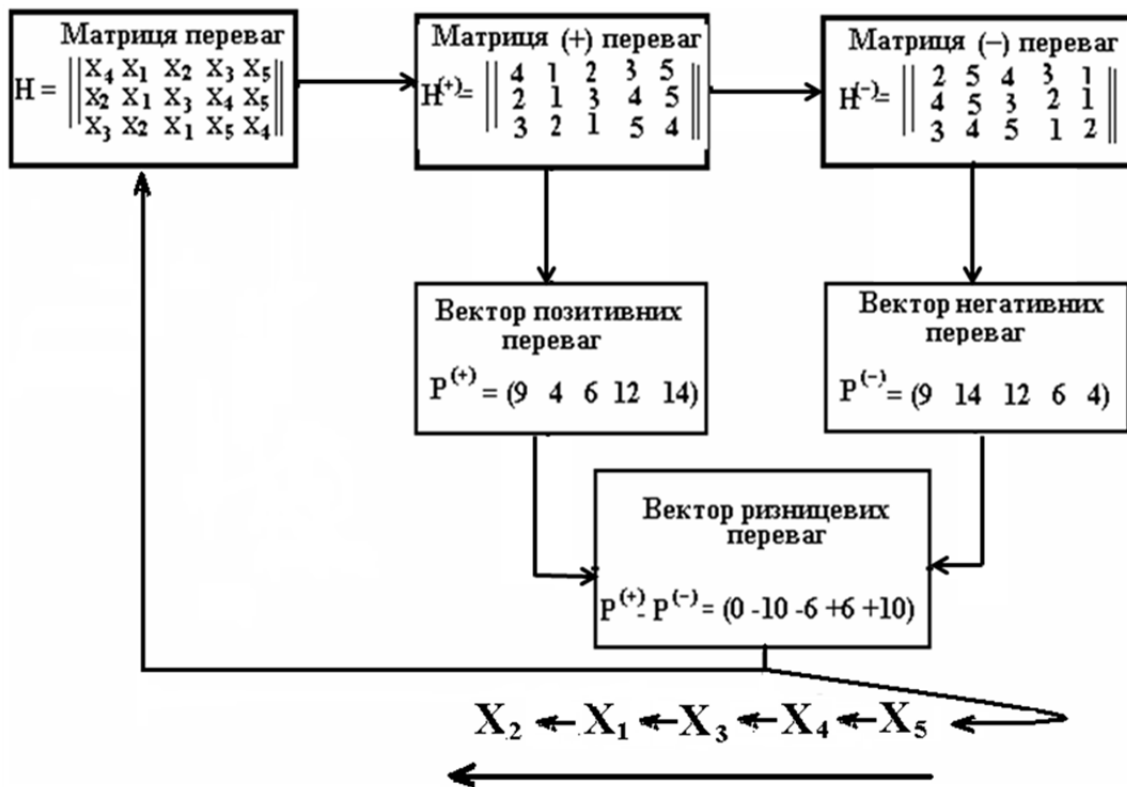 Матриця переваг
H = || X₄ X₁ X₂ X₃ X₅ ||
X₂ X₁ X₃ X₄ X₅
X₃ X₂ X₁ X₅ X₄
Матриця (+) переваг
H⁽⁺⁾= || 4 1 2 3 5 ||
2 1 3 4 5
3 2 1 5 4
Матриця (–) переваг
H⁽⁻⁾= || 2 5 4 3 1 ||
4 5 3 2 1
3 4 5 1 2
Вектор позитивних
переваг
P⁽⁺⁾ = (9 4 6 12 14)
Вектор негативних
переваг
P⁽⁻⁾ = (9 14 12 6 4)
Вектор ризницевих
переваг
P⁽⁺⁾- P⁽⁻⁾ = (0 -10 -6 +6 +10)
X₂ ← X₁ ← X₃ ← X₄ ← X₅